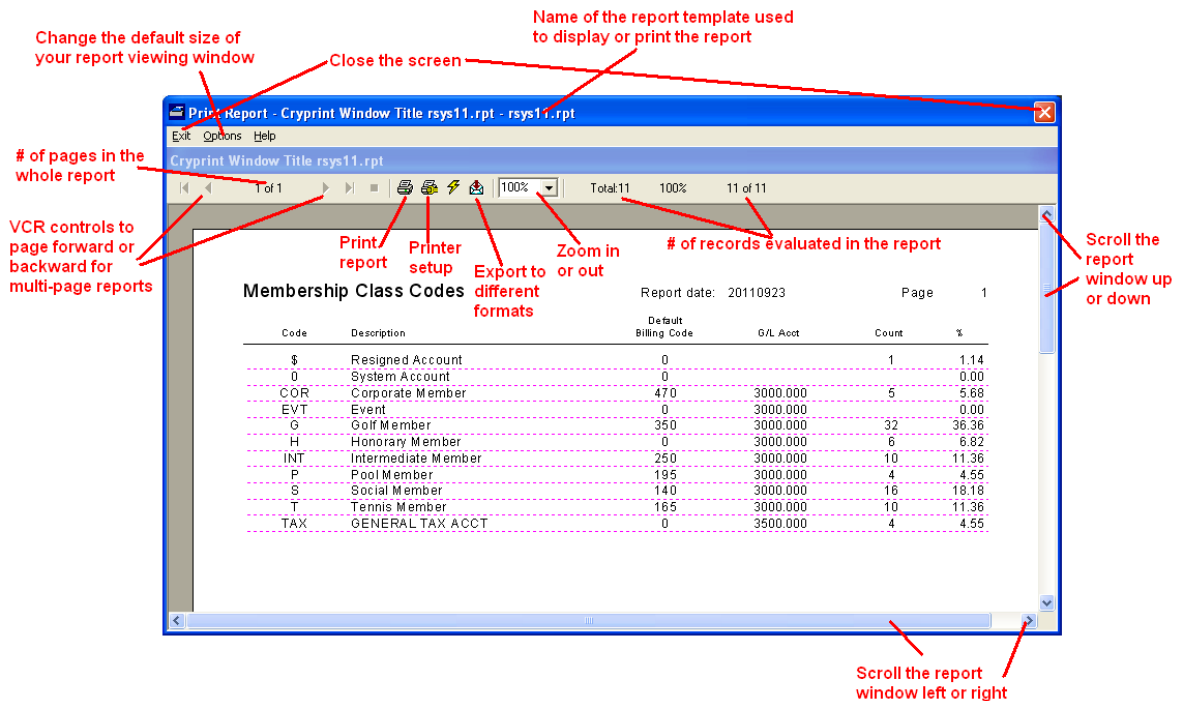 Name of the report template used
to display or print the report
Change the default size of
your report viewing window
Close the screen
Print Report - Cryprint Window Title rsys11.rpt - rsys11.rpt
Exit Options Help
# of pages in the
whole report
Cryprint Window Title rsys11.rpt
1 of 1 100% Total:11 100% 11 of 11
VCR controls to
page forward or
backward for
multi-page reports
Print
report
Printer
setup
Export to
different
formats
Zoom in
or out
# of records evaluated in the report
Scroll the
report
window up
or down
Membership Class Codes Report date: 20110923 Page 1
Code Description Default Billing Code G/L Acct Count %
$ Resigned Account 0 1 1.14
0 System Account 0 0.00
COR Corporate Member 470 3000.000 5 5.68
EVT Event 0 3000.000 0.00
G Golf Member 350 3000.000 32 36.36
H Honorary Member 0 3000.000 6 6.82
INT Intermediate Member 250 3000.000 10 11.36
P Pool Member 195 3000.000 4 4.55
S Social Member 140 3000.000 16 18.18
T Tennis Member 165 3000.000 10 11.36
TAX GENERAL TAX ACCT 0 3500.000 4 4.55
Scroll the report
window left or right